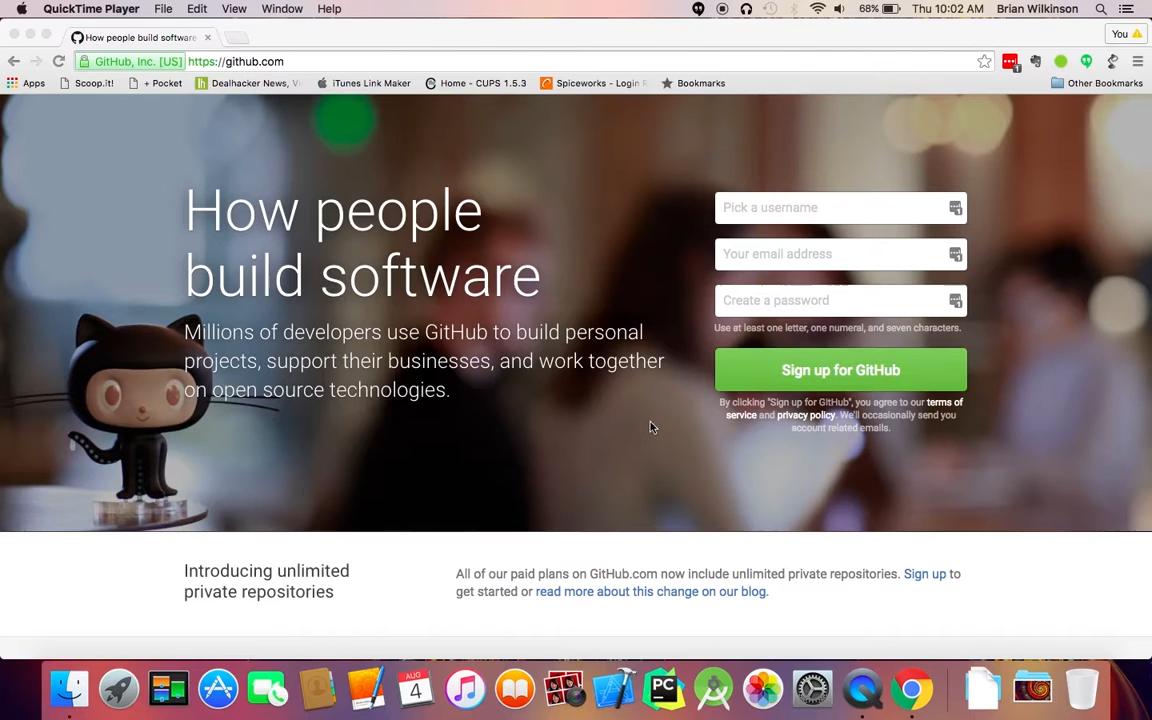 QuickTime Player File Edit View Window Help 68% Thu 10:02 AM Brian Wilkinson
How people build software You
GitHub, Inc. [US] https://github.com
Apps Scoop.it! + Pocket Dealhacker News, iTunes Link Maker Home - CUPS 1.5.3 Spiceworks - Login Bookmarks Other Bookmarks
How people
build software
Millions of developers use GitHub to build personal
projects, support their businesses, and work together
on open source technologies.
Pick a username
Your email address
Create a password
Use at least one letter, one numeral, and seven characters.
Sign up for GitHub
By clicking "Sign up for GitHub", you agree to our terms of
service and privacy policy. We'll occasionally send you
account related emails.
Introducing unlimited
private repositories
All of our paid plans on GitHub.com now include unlimited private repositories. Sign up to
get started or read more about this change on our blog.
AUG
4
PC